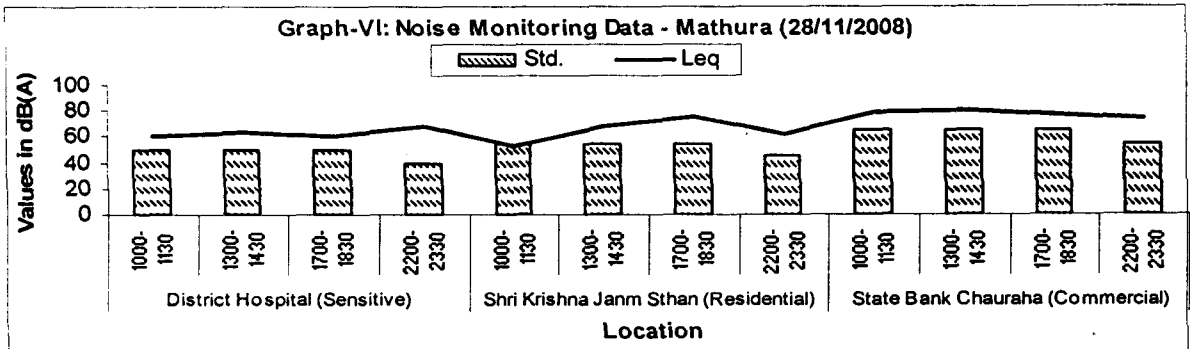 Graph-VI: Noise Monitoring Data - Mathura (28/11/2008)
Std. Leq
Values in dB(A)
100
80
60
40
20
0
1000-1130 1300-1430 1700-1830 2200-2330 1000-1130 1300-1430 1700-1830 2200-2330 1000-1130 1300-1430 1700-1830 2200-2330
District Hospital (Sensitive) Shri Krishna Janm Sthan (Residential) State Bank Chauraha (Commercial)
Location